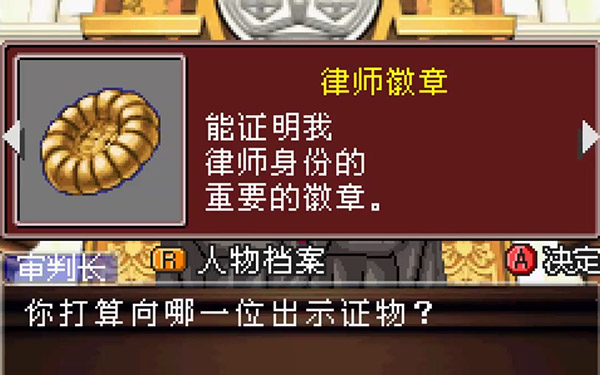 律师徽章
能证明我
律师身份的
重要的徽章。
审判长
R 人物档案
A 决定
你打算向哪一位出示证物？